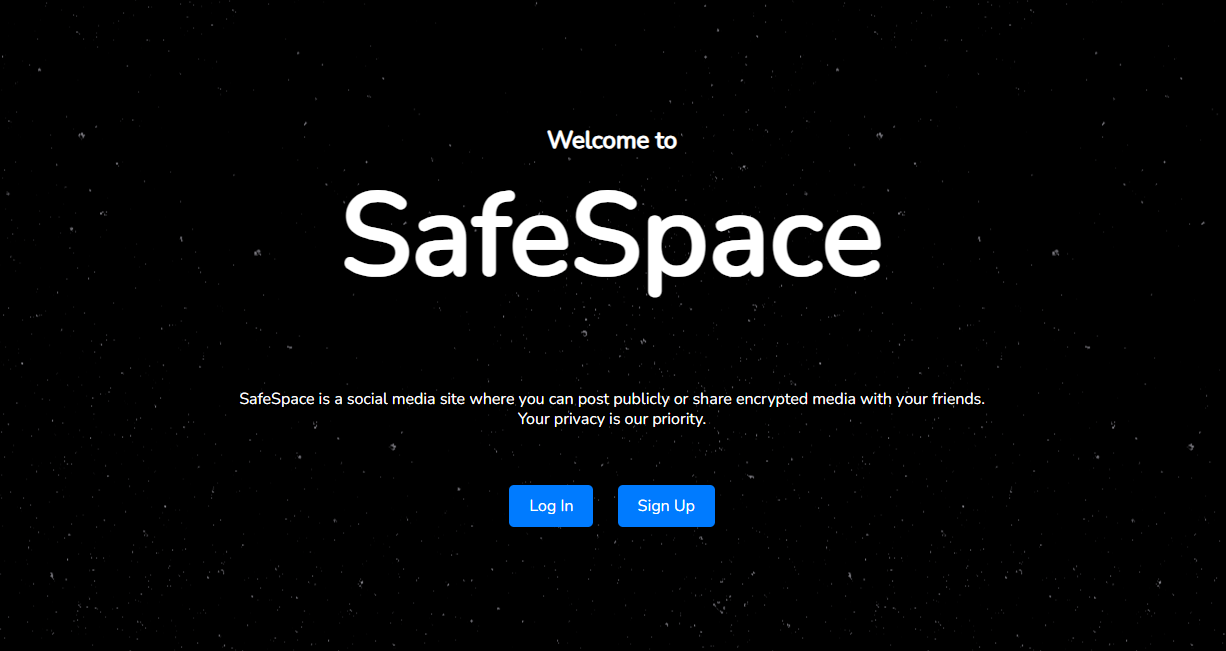 Welcome to
SafeSpace
SafeSpace is a social media site where you can post publicly or share encrypted media with your friends.
Your privacy is our priority.
Log In
Sign Up